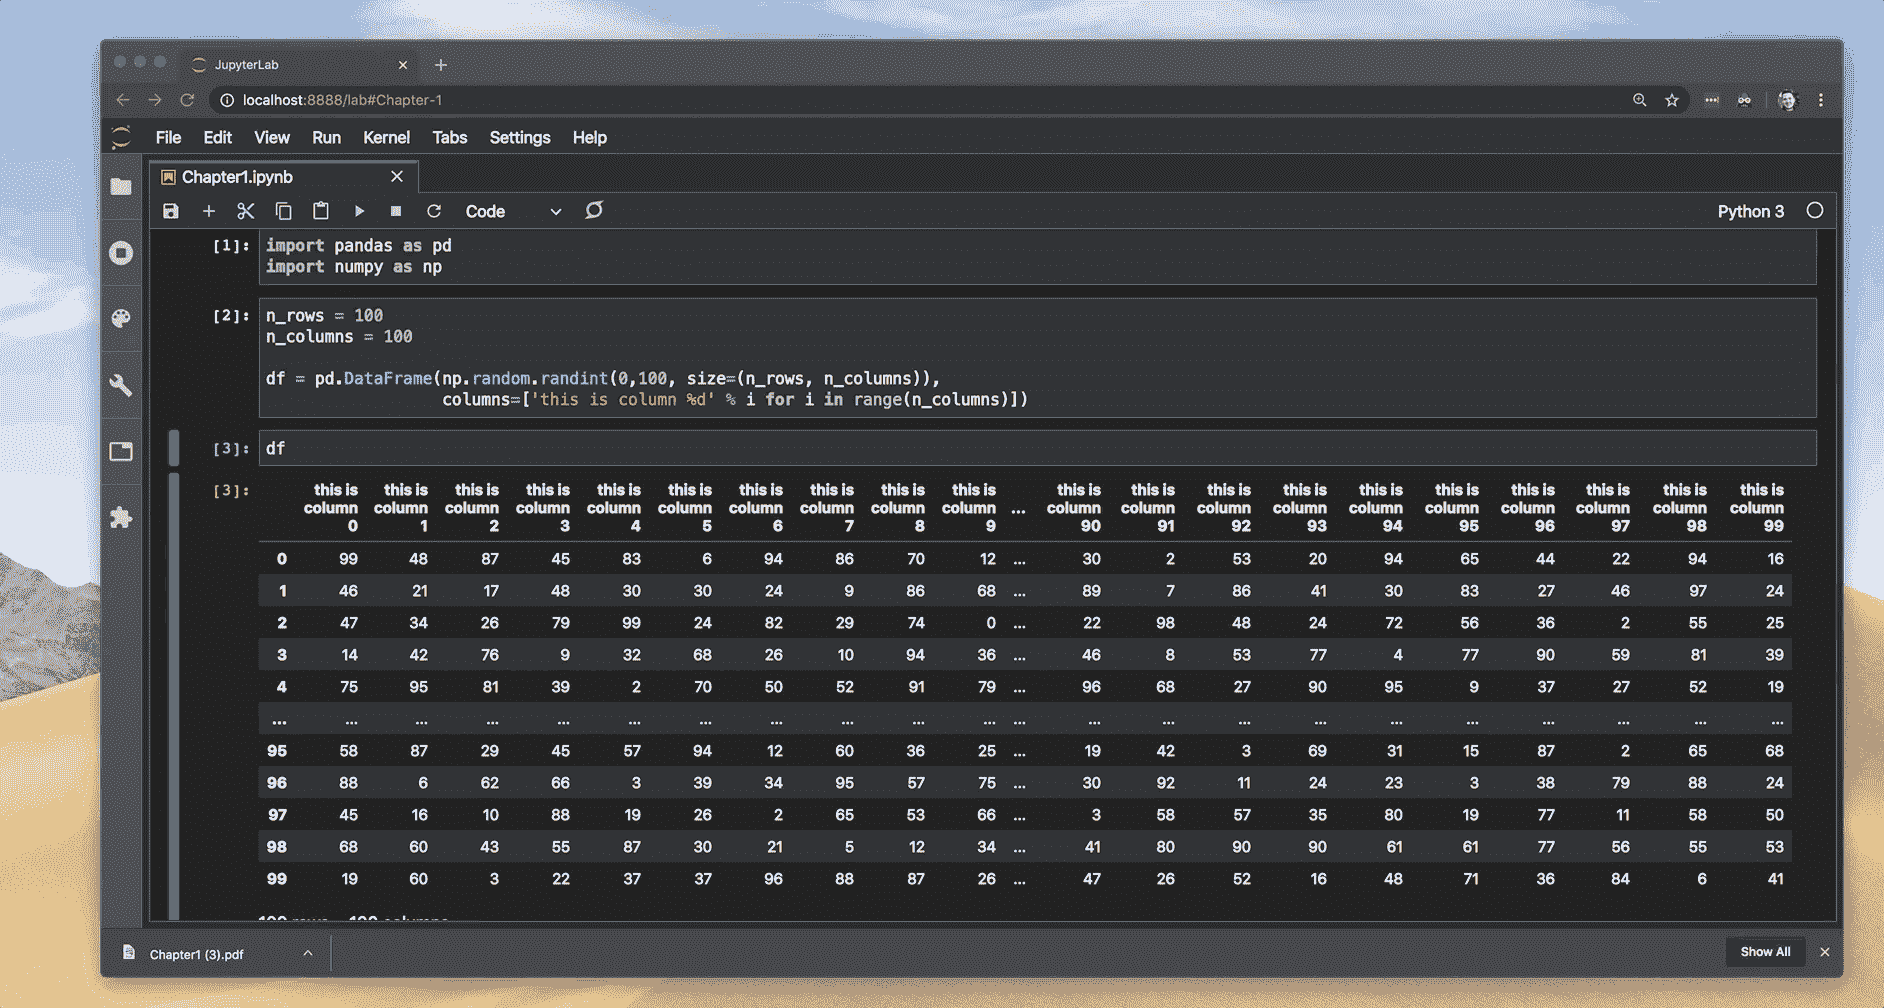 JupyterLab
localhost:8888/lab#Chapter-1
File Edit View Run Kernel Tabs Settings Help
Chapter1.ipynb
Code Python 3
[1]: import pandas as pd
import numpy as np
[2]: n_rows = 100
n_columns = 100
df = pd.DataFrame(np.random.randint(0,100, size=(n_rows, n_columns)),
columns=['this is column %d' % i for i in range(n_columns)])
[3]: df
[3]: this is this is this is this is this is this is this is this is this is this is this is this is this is this is this is this is this is this is this is this is
column column column column column column column column column column ... column column column column column column column column column column
0 1 2 3 4 5 6 7 8 9 90 91 92 93 94 95 96 97 98 99
0 99 48 87 45 83 6 94 86 70 12 ... 30 2 53 20 94 65 44 22 94 16
1 46 21 17 48 30 30 24 9 86 68 ... 89 7 86 41 30 83 27 46 97 24
2 47 34 26 79 99 24 82 29 74 0 ... 22 98 48 24 72 56 36 2 55 25
3 14 42 76 9 32 68 26 10 94 36 ... 46 8 53 77 4 77 90 59 81 39
4 75 95 81 39 2 70 50 52 91 79 ... 96 68 27 90 95 9 37 27 52 19
... ... ... ... ... ... ... ... ... ... ... ... ... ... ... ... ... ... ... ... ... ...
95 58 87 29 45 57 94 12 60 36 25 ... 19 42 3 69 31 15 87 2 65 68
96 88 6 62 66 3 39 34 95 57 75 ... 30 92 11 24 23 3 38 79 88 24
97 45 16 10 88 19 26 2 65 53 66 ... 3 58 57 35 80 19 77 11 58 50
98 68 60 43 55 87 30 21 5 12 34 ... 41 80 90 90 61 61 77 56 55 53
99 19 60 3 22 37 37 96 88 87 26 ... 47 26 52 16 48 71 36 84 6 41
Chapter1 (3).pdf Show All